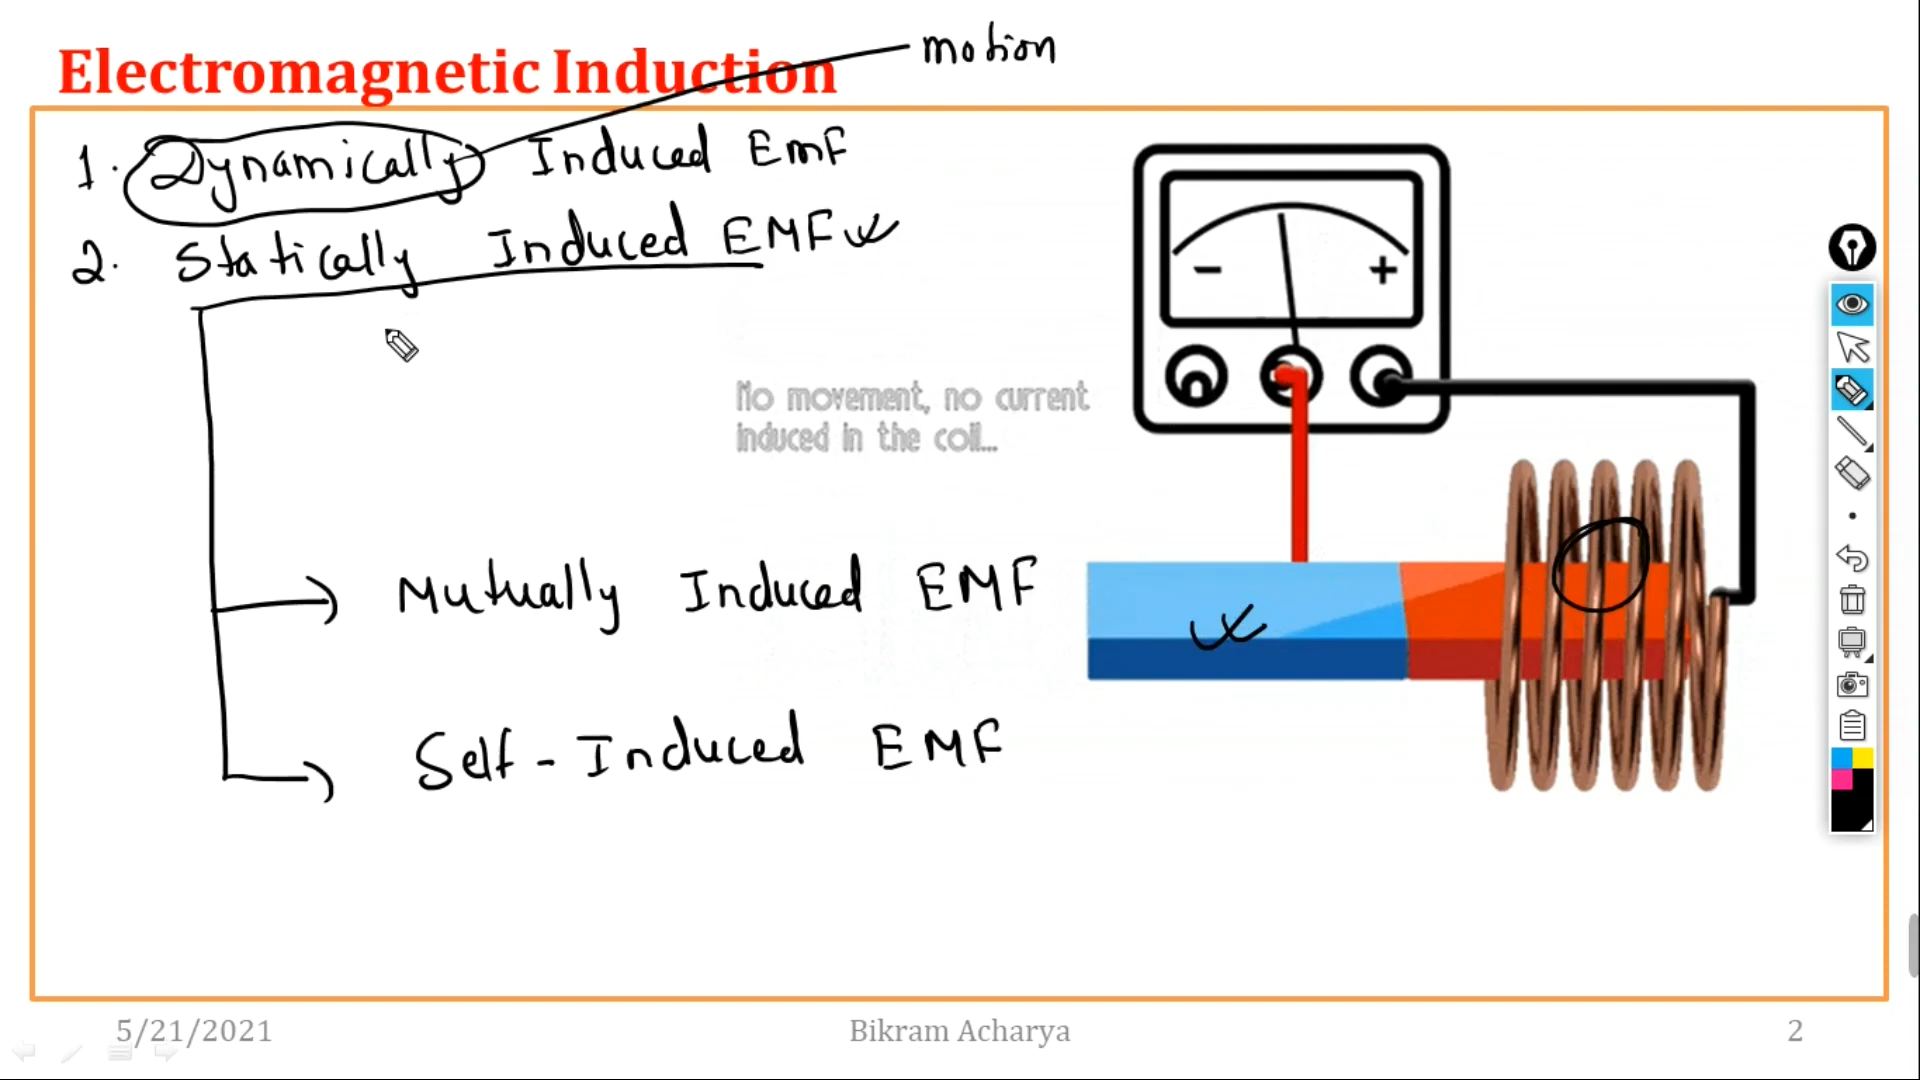 Electromagnetic Induction
motion
1. Dynamically Induced EmF
2. Statically Induced EMF
- +
No movement, no current
induced in the coil...
Mutually Induced EMF
Self-Induced EMF
5/21/2021
Bikram Acharya
2